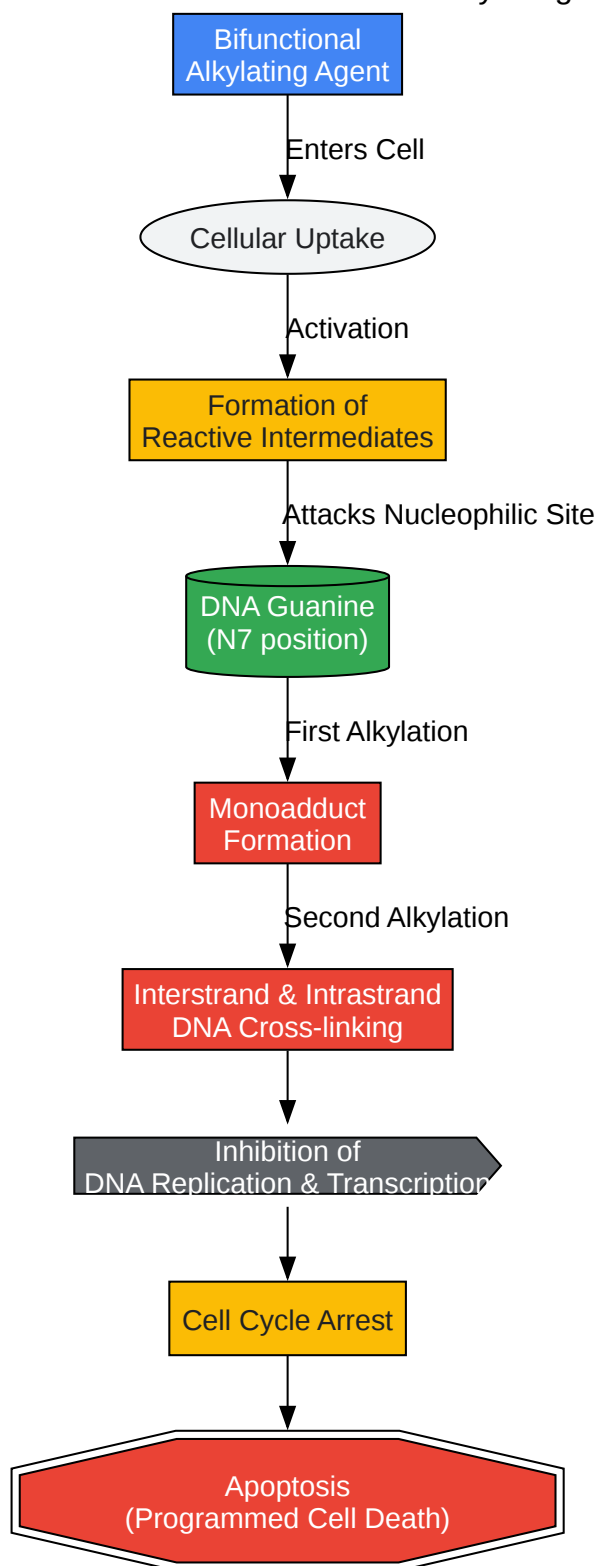 Bifunctional
Alkylating Agent
Enters Cell
Cellular Uptake
Activation
Formation of
Reactive Intermediates
Attacks Nucleophilic Site
DNA Guanine
(N7 position)
First Alkylation
Monoadduct
Formation
Second Alkylation
Interstrand & Intrastrand
DNA Cross-linking
Inhibition of
DNA Replication & Transcription
Cell Cycle Arrest
Apoptosis
(Programmed Cell Death)